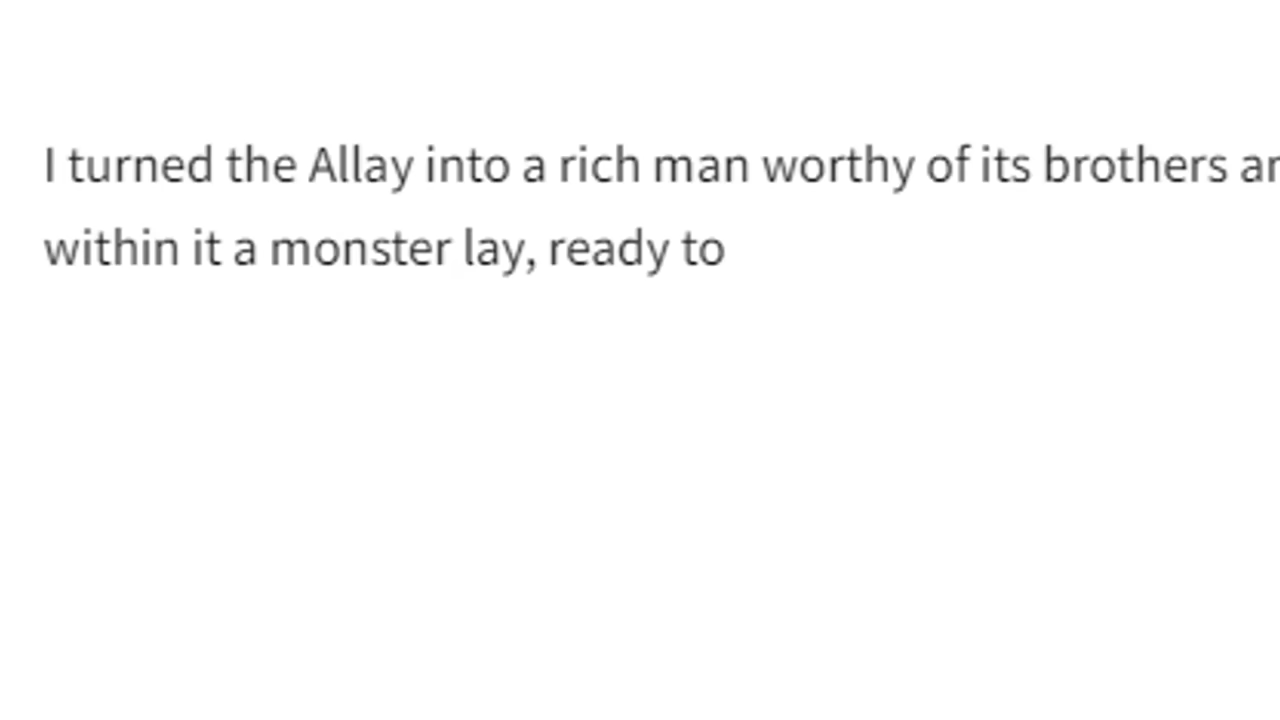 I turned the Allay into a rich man worthy of its brothers
within it a monster lay, ready to